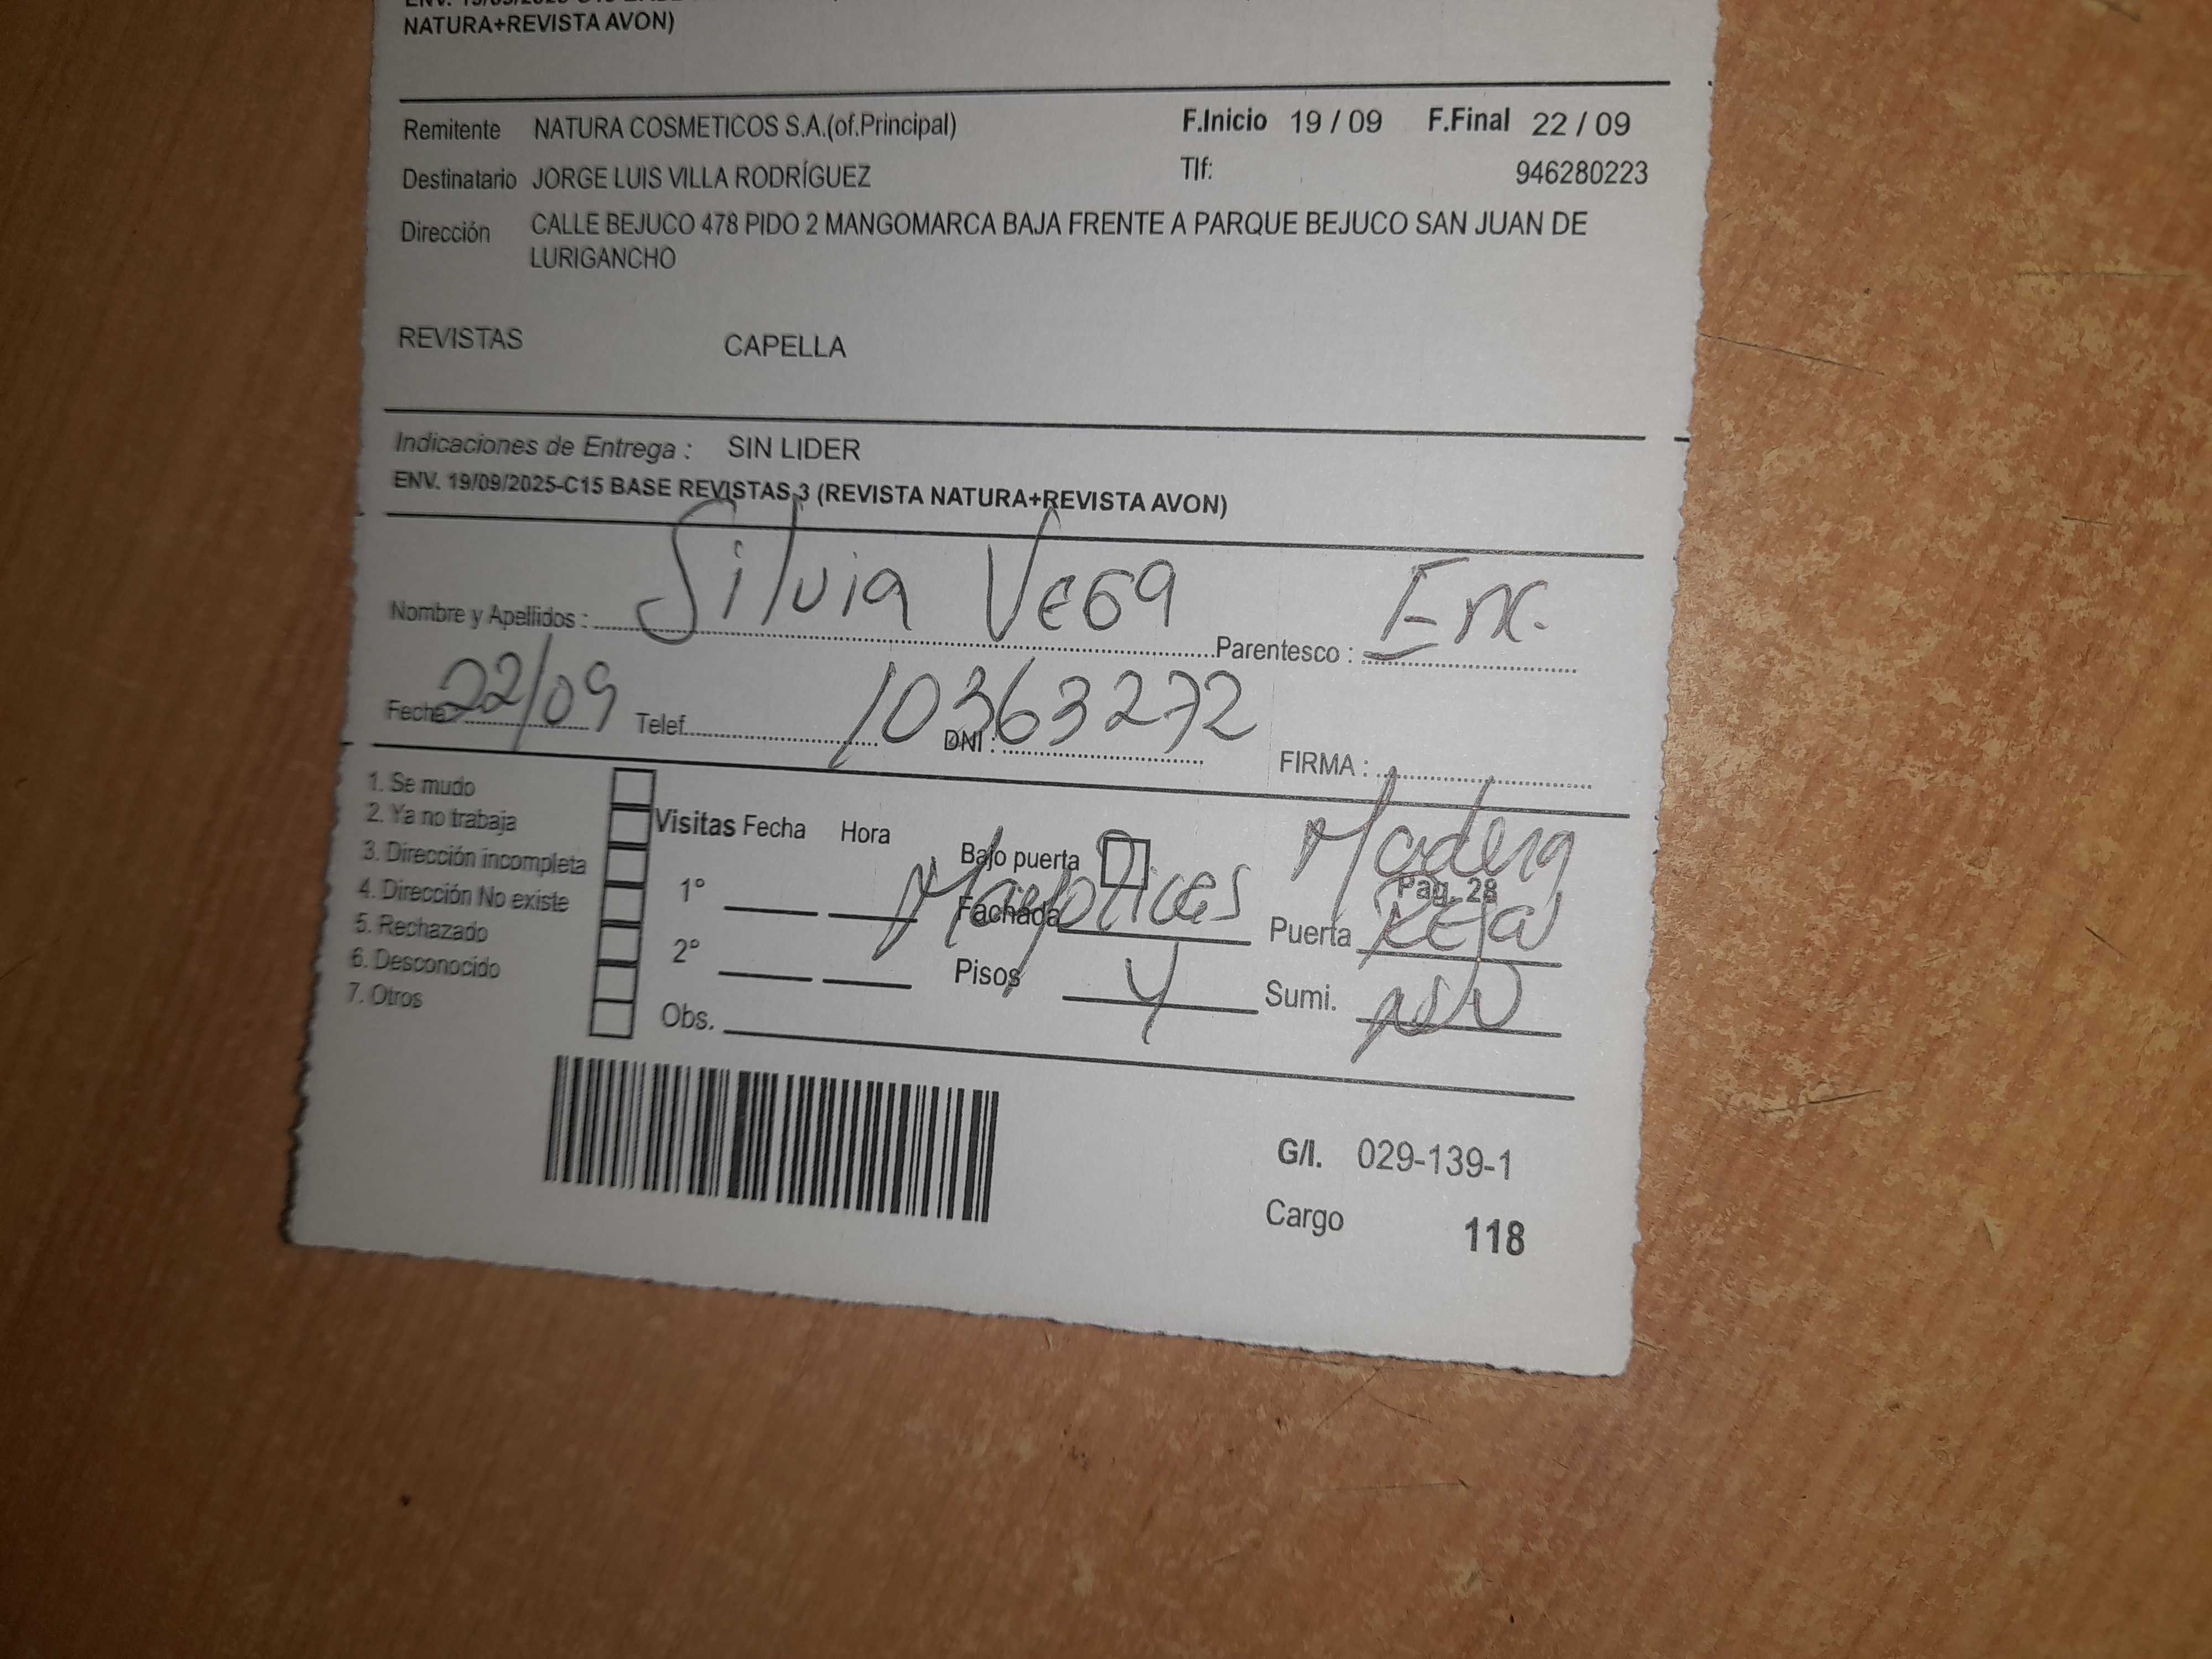 NATURA+REVISTA AVON)
Remitente NATURA COSMETICOS S.A.(of.Principal) F.Inicio 19 / 09 F.Final 22 / 09
Destinatario JORGE LUIS VILLA RODRÍGUEZ Tlf: 946280223
Dirección CALLE BEJUCO 478 PIDO 2 MANGOMARCA BAJA FRENTE A PARQUE BEJUCO SAN JUAN DE
LURIGANCHO
REVISTAS CAPELLA
Indicaciones de Entrega : SIN LIDER
ENV. 19/09/2025-C15 BASE REVISTAS 3 (REVISTA NATURA+REVISTA AVON)
Nombre y Apellidos : Silvia Vega Parentesco : Enc.
Fecha 22/09 Telef. DNI : 10363272 FIRMA :
1. Se mudo
2. Ya no trabaja
3. Dirección incompleta
4. Dirección No existe
5. Rechazado
6. Desconocido
7. Otros
Visitas Fecha Hora
1°
2°
Obs.
Bajo puerta Madera
Pag. 28
Fachada Mayolicas Puerta Reja
Pisos 4 Sumi.
G/I. 029-139-1
Cargo 118